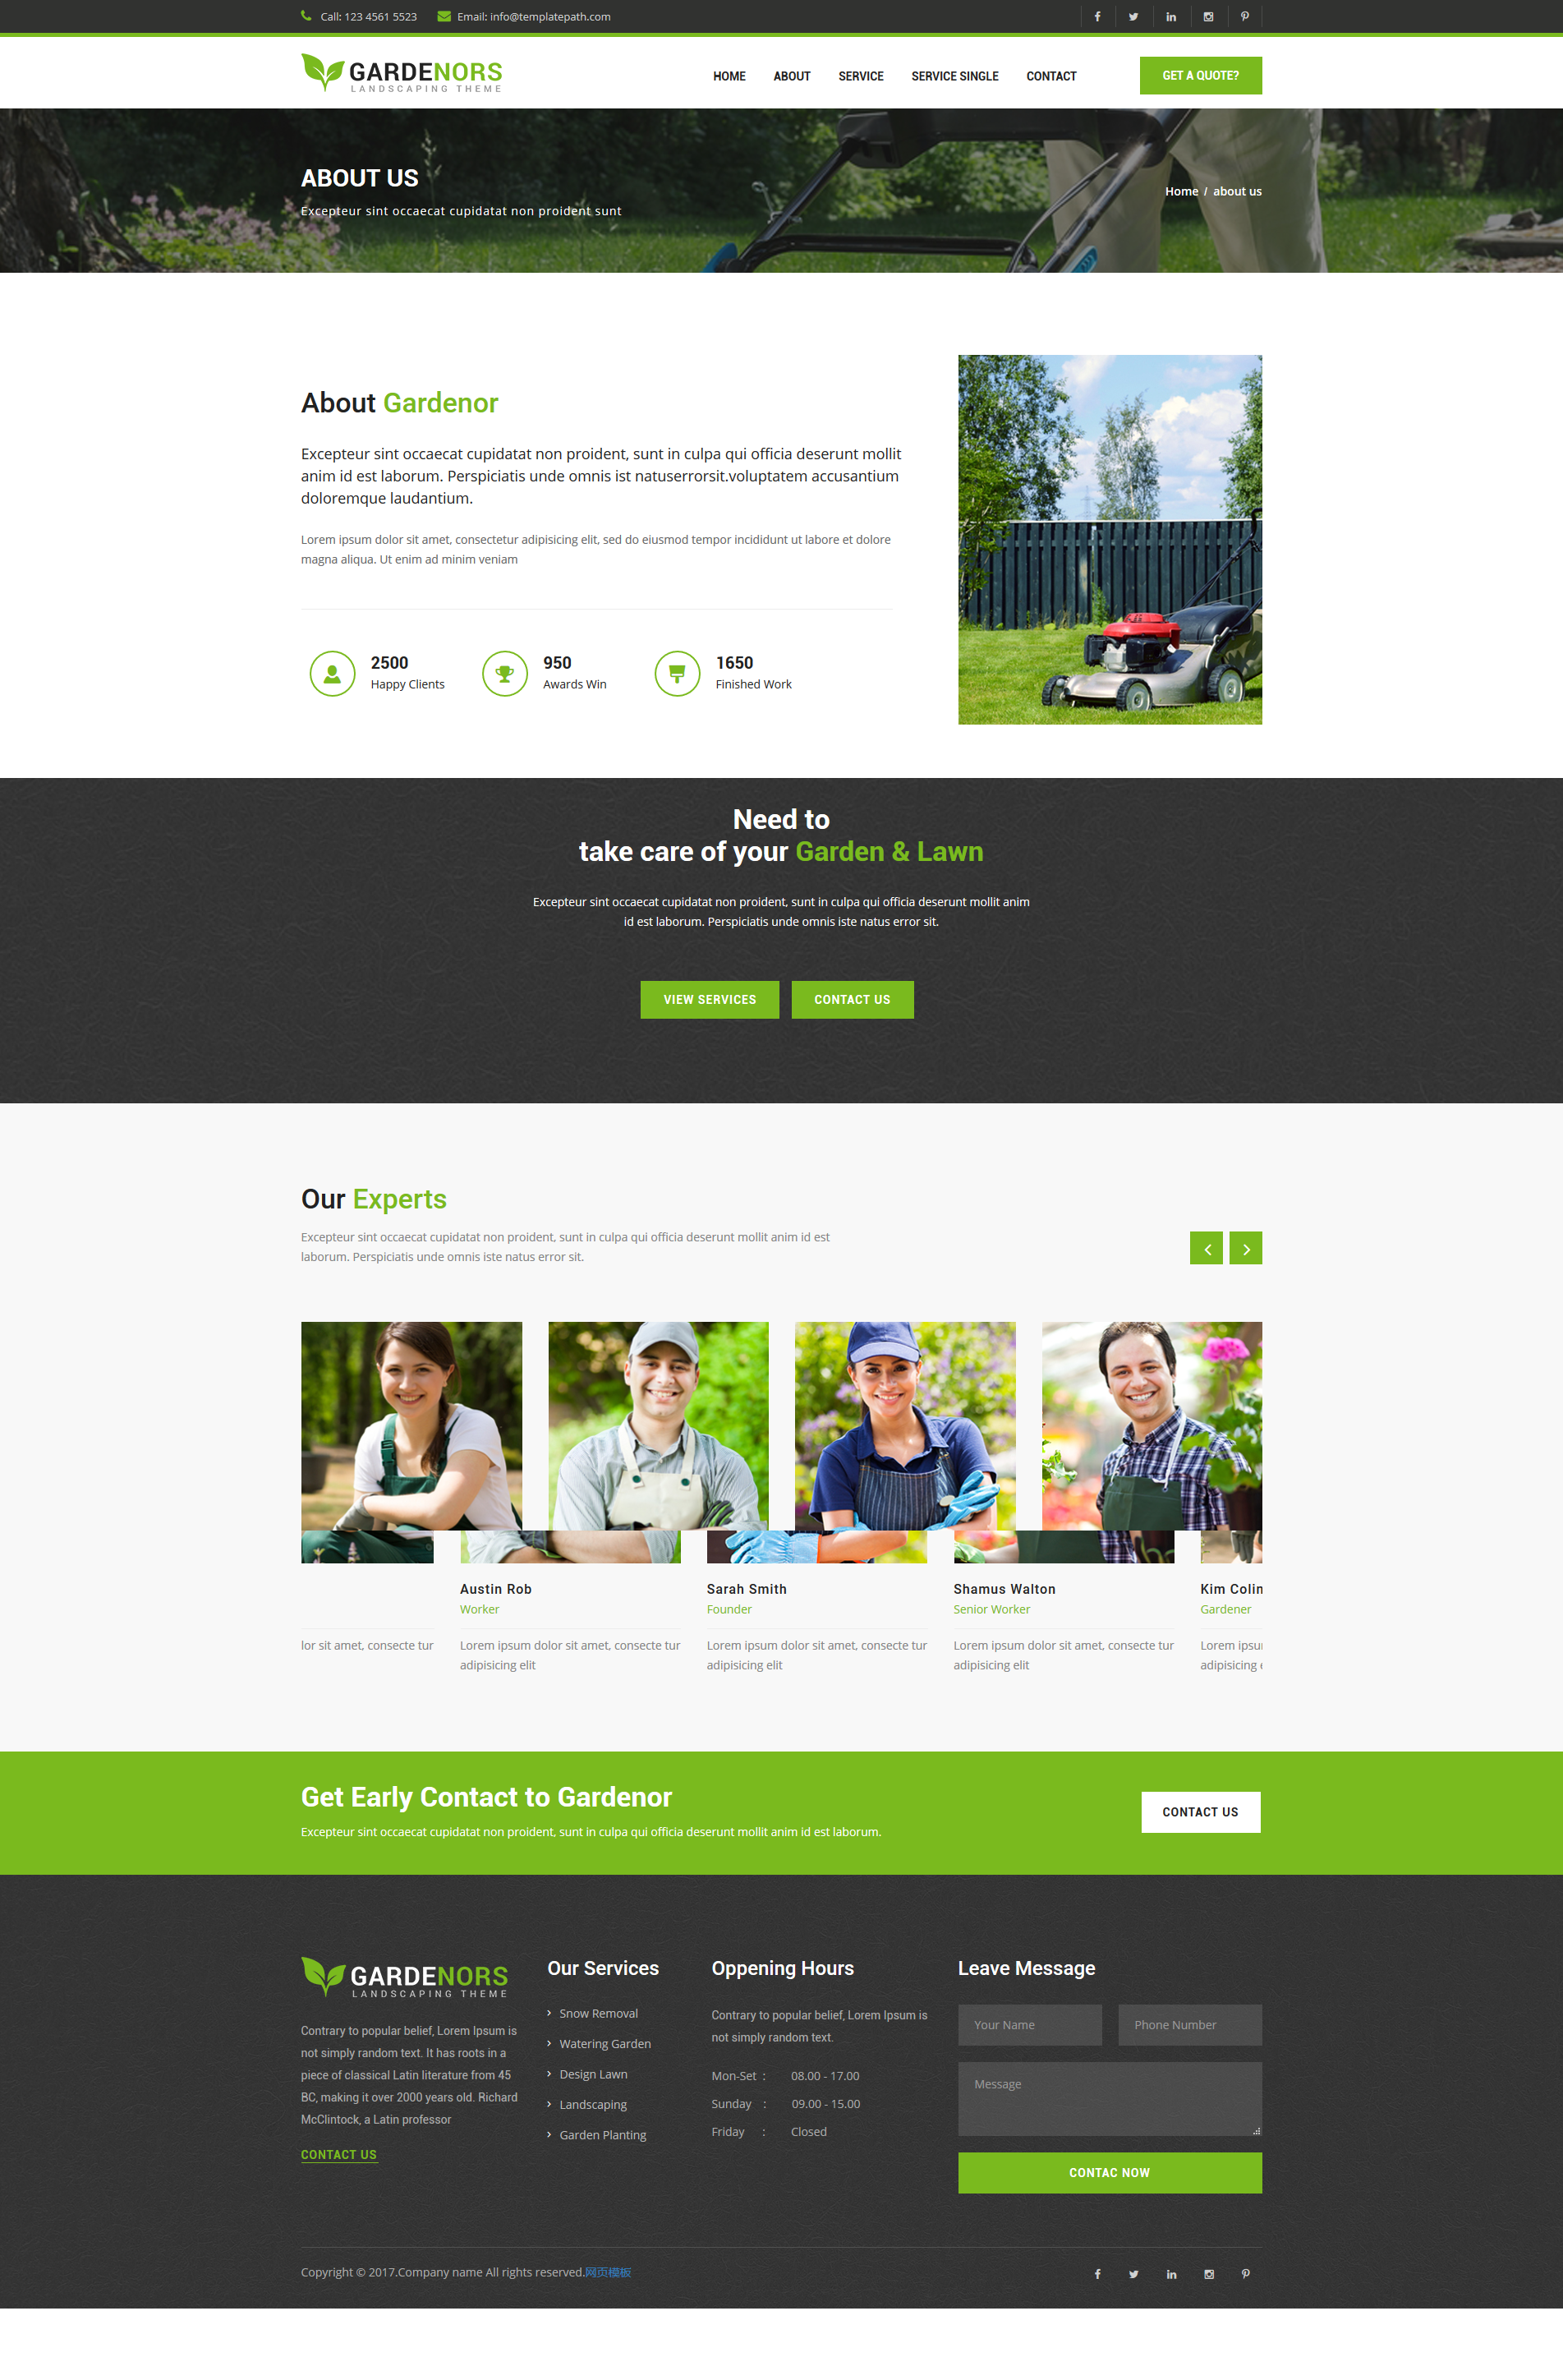 Call: 123 4561 5523 Email: info@templatepath.com
GARDENORS
LANDSCAPING THEME
HOME ABOUT SERVICE SERVICE SINGLE CONTACT GET A QUOTE?
ABOUT US
Excepteur sint occaecat cupidatat non proident sunt
Home / about us
About Gardenor
Excepteur sint occaecat cupidatat non proident, sunt in culpa qui officia deserunt mollit
anim id est laborum. Perspiciatis unde omnis ist natuserrorsit.voluptatem accusantium
doloremque laudantium.
Lorem ipsum dolor sit amet, consectetur adipisicing elit, sed do eiusmod tempor incididunt ut labore et dolore
magna aliqua. Ut enim ad minim veniam
2500
Happy Clients
950
Awards Win
1650
Finished Work
Need to
take care of your Garden & Lawn
Excepteur sint occaecat cupidatat non proident, sunt in culpa qui officia deserunt mollit anim
id est laborum. Perspiciatis unde omnis iste natus error sit.
VIEW SERVICES CONTACT US
Our Experts
Excepteur sint occaecat cupidatat non proident, sunt in culpa qui officia deserunt mollit anim id est
laborum. Perspiciatis unde omnis iste natus error sit.
lor sit amet, consecte tur
Austin Rob
Worker
Lorem ipsum dolor sit amet, consecte tur
adipisicing elit
Sarah Smith
Founder
Lorem ipsum dolor sit amet, consecte tur
adipisicing elit
Shamus Walton
Senior Worker
Lorem ipsum dolor sit amet, consecte tur
adipisicing elit
Kim Colin
Gardener
Lorem ipsu
adipisicing
Get Early Contact to Gardenor
Excepteur sint occaecat cupidatat non proident, sunt in culpa qui officia deserunt mollit anim id est laborum.
CONTACT US
GARDENORS
LANDSCAPING THEME
Contrary to popular belief, Lorem Ipsum is
not simply random text. It has roots in a
piece of classical Latin literature from 45
BC, making it over 2000 years old. Richard
McClintock, a Latin professor
CONTACT US
Our Services
Snow Removal
Watering Garden
Design Lawn
Landscaping
Garden Planting
Oppening Hours
Contrary to popular belief, Lorem Ipsum is
not simply random text.
Mon-Set : 08.00 - 17.00
Sunday : 09.00 - 15.00
Friday : Closed
Leave Message
Your Name Phone Number
Message
CONTAC NOW
Copyright © 2017.Company name All rights reserved.网页模板